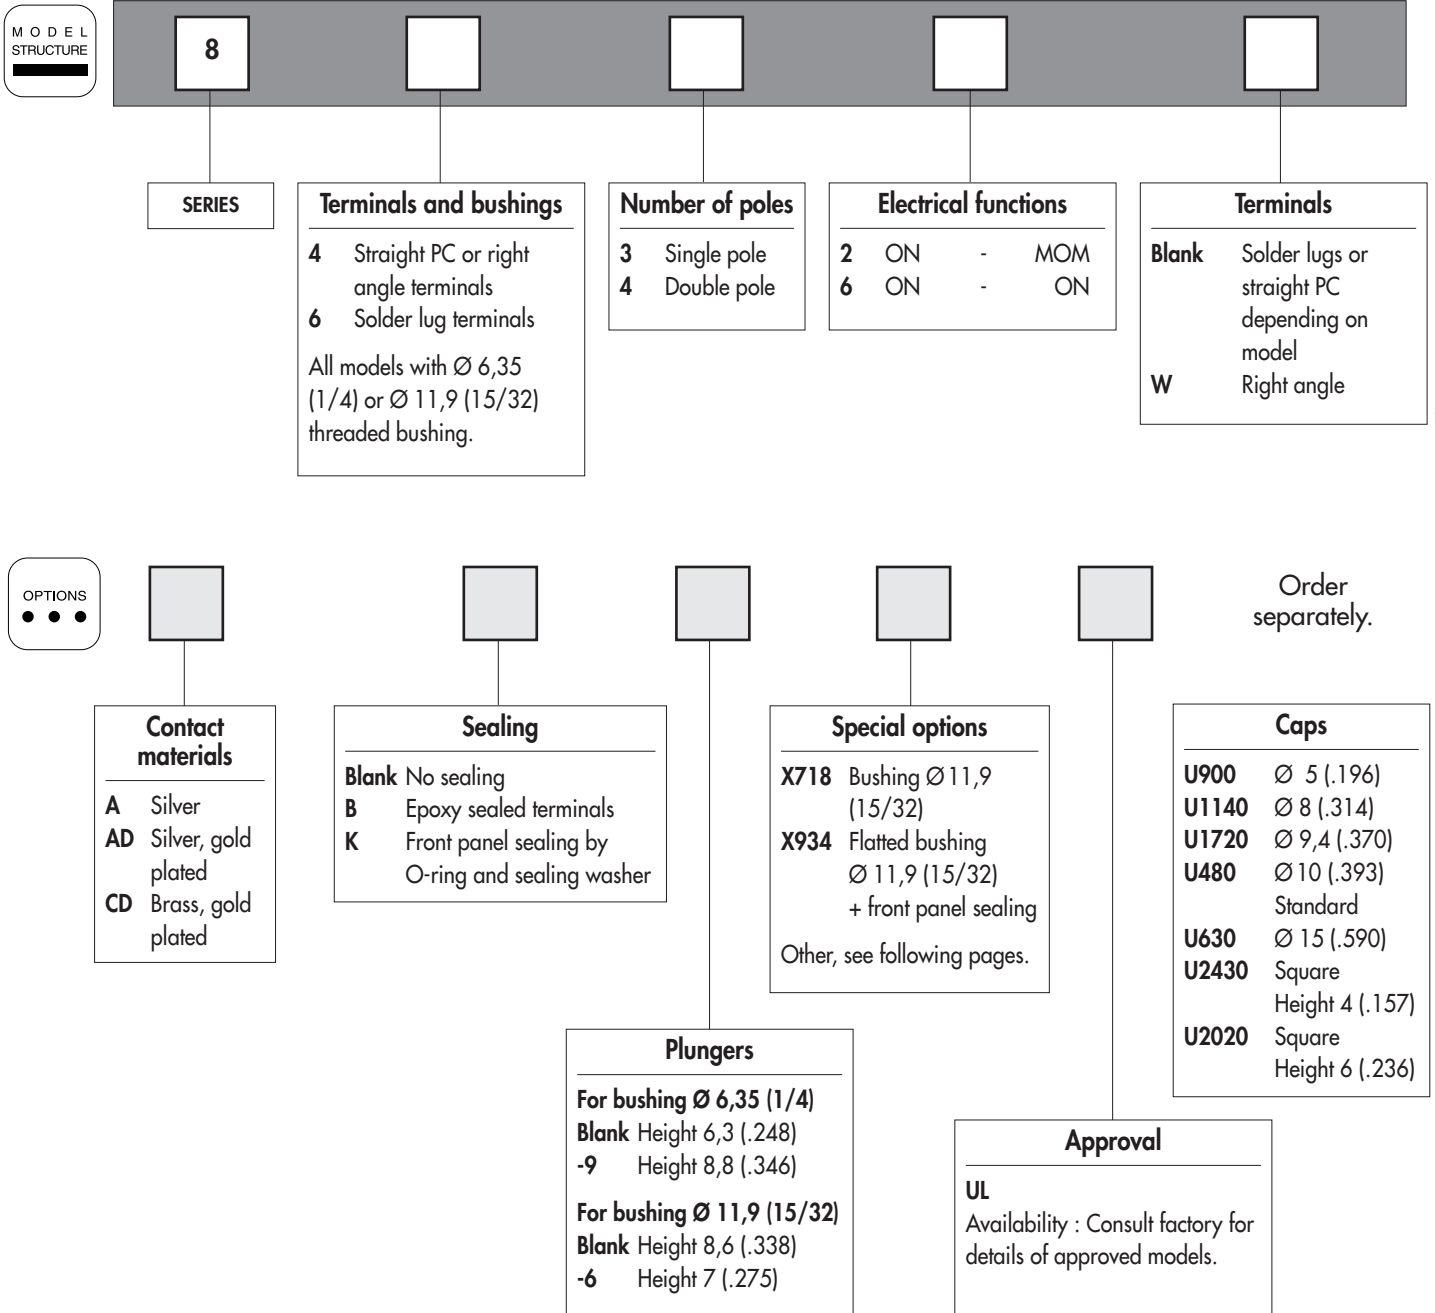 MODEL
STRUCTURE
8
SERIES
Terminals and bushings
4 Straight PC or right
angle terminals
6 Solder lug terminals
All models with Ø 6,35
(1/4) or Ø 11,9 (15/32)
threaded bushing.
Number of poles
3 Single pole
4 Double pole
Electrical functions
2 ON - MOM
6 ON - ON
Terminals
Blank Solder lugs or
straight PC
depending on
model
W Right angle
OPTIONS
Order
separately.
Contact
materials
A Silver
AD Silver, gold
plated
CD Brass, gold
plated
Sealing
Blank No sealing
B Epoxy sealed terminals
K Front panel sealing by
O-ring and sealing washer
Plungers
For bushing Ø 6,35 (1/4)
Blank Height 6,3 (.248)
-9 Height 8,8 (.346)
For bushing Ø 11,9 (15/32)
Blank Height 8,6 (.338)
-6 Height 7 (.275)
Special options
X718 Bushing Ø 11,9
(15/32)
X934 Flatted bushing
Ø 11,9 (15/32)
+ front panel sealing
Other, see following pages.
Approval
UL
Availability : Consult factory for
details of approved models.
Caps
U900 Ø 5 (.196)
U1140 Ø 8 (.314)
U1720 Ø 9,4 (.370)
U480 Ø 10 (.393)
Standard
U630 Ø 15 (.590)
U2430 Square
Height 4 (.157)
U2020 Square
Height 6 (.236)